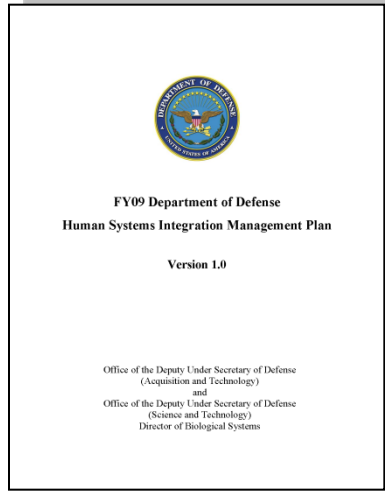 DEPARTMENT OF DEFENSE
UNITED STATES OF AMERICA
FY09 Department of Defense
Human Systems Integration Management Plan
Version 1.0
Office of the Deputy Under Secretary of Defense
(Acquisition and Technology)
and
Office of the Deputy Under Secretary of Defense
(Science and Technology)
Director of Biological Systems